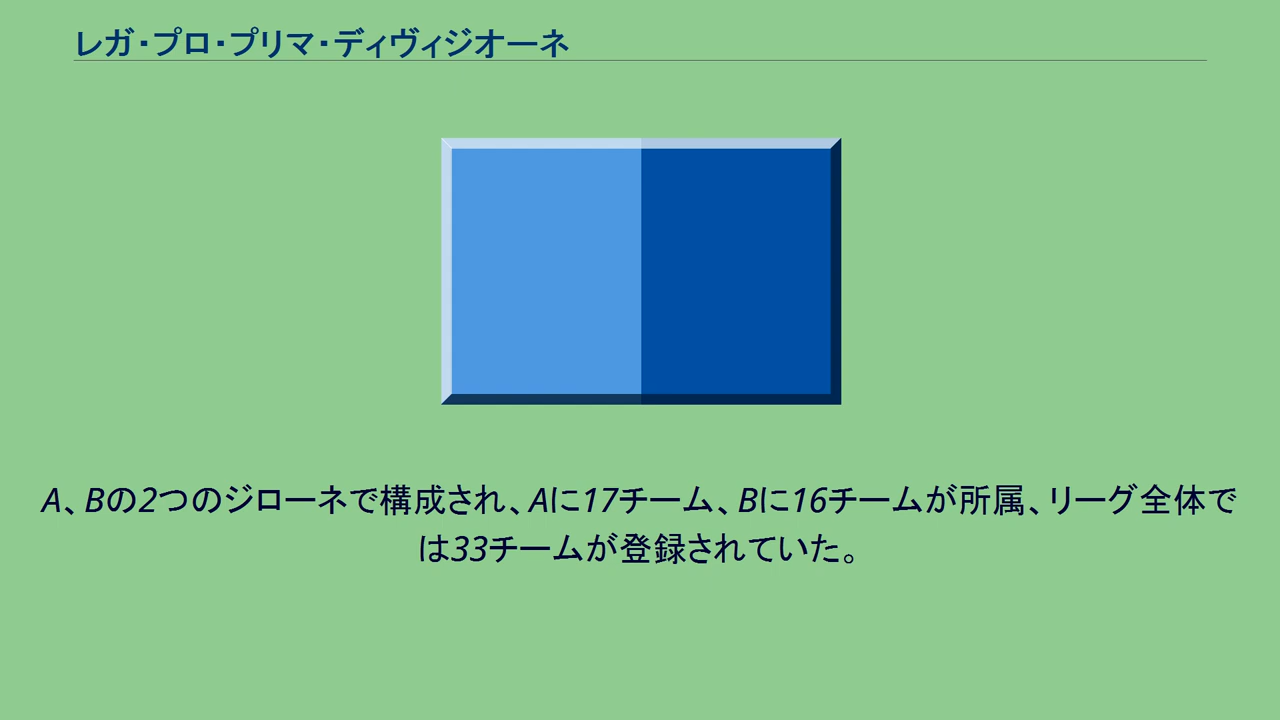 レガ・プロ・プリマ・ディヴィジオーネ
A、Bの2つのジローネで構成され、Aに17チーム、Bに16チームが所属、リーグ全体で
は33チームが登録されていた。